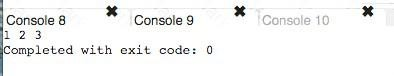 Console 8 Console 9 Console 10
1 2 3
Completed with exit code: 0